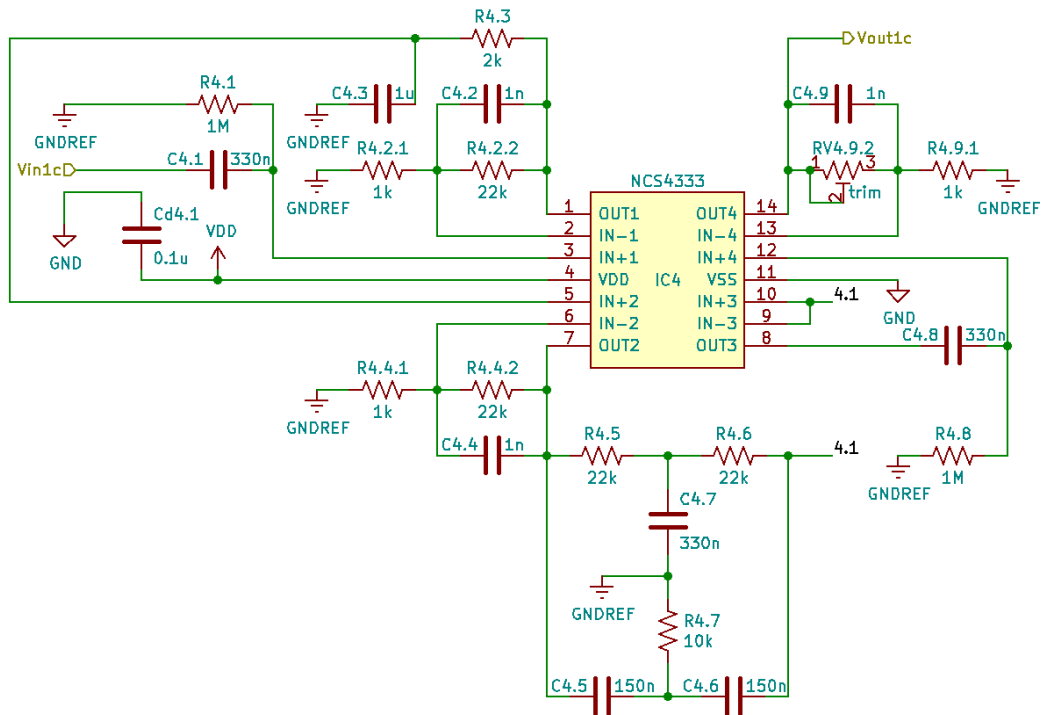 R4.3
2k
Vout1c
R4.1
1M
C4.3
1u
C4.2
1n
C4.9
1n
GNDREF
GNDREF
C4.1
330n
R4.2.1
1k
R4.2.2
22k
RV4.9.2
1
3
2
trim
R4.9.1
1k
Vin1c
GNDREF
GNDREF
NCS4333
Cd4.1
0.1u
GND
VDD
1
OUT1
OUT4
14
2
IN-1
IN-4
13
3
IN+1
IN+4
12
4
VDD
IC4
VSS
11
5
IN+2
IN+3
10
4.1
6
IN-2
IN-3
9
7
OUT2
OUT3
8
GND
C4.8
330n
R4.4.1
1k
R4.4.2
22k
GNDREF
C4.4
1n
R4.5
22k
R4.6
22k
4.1
R4.8
1M
GNDREF
C4.7
330n
GNDREF
R4.7
10k
C4.5
150n
C4.6
150n